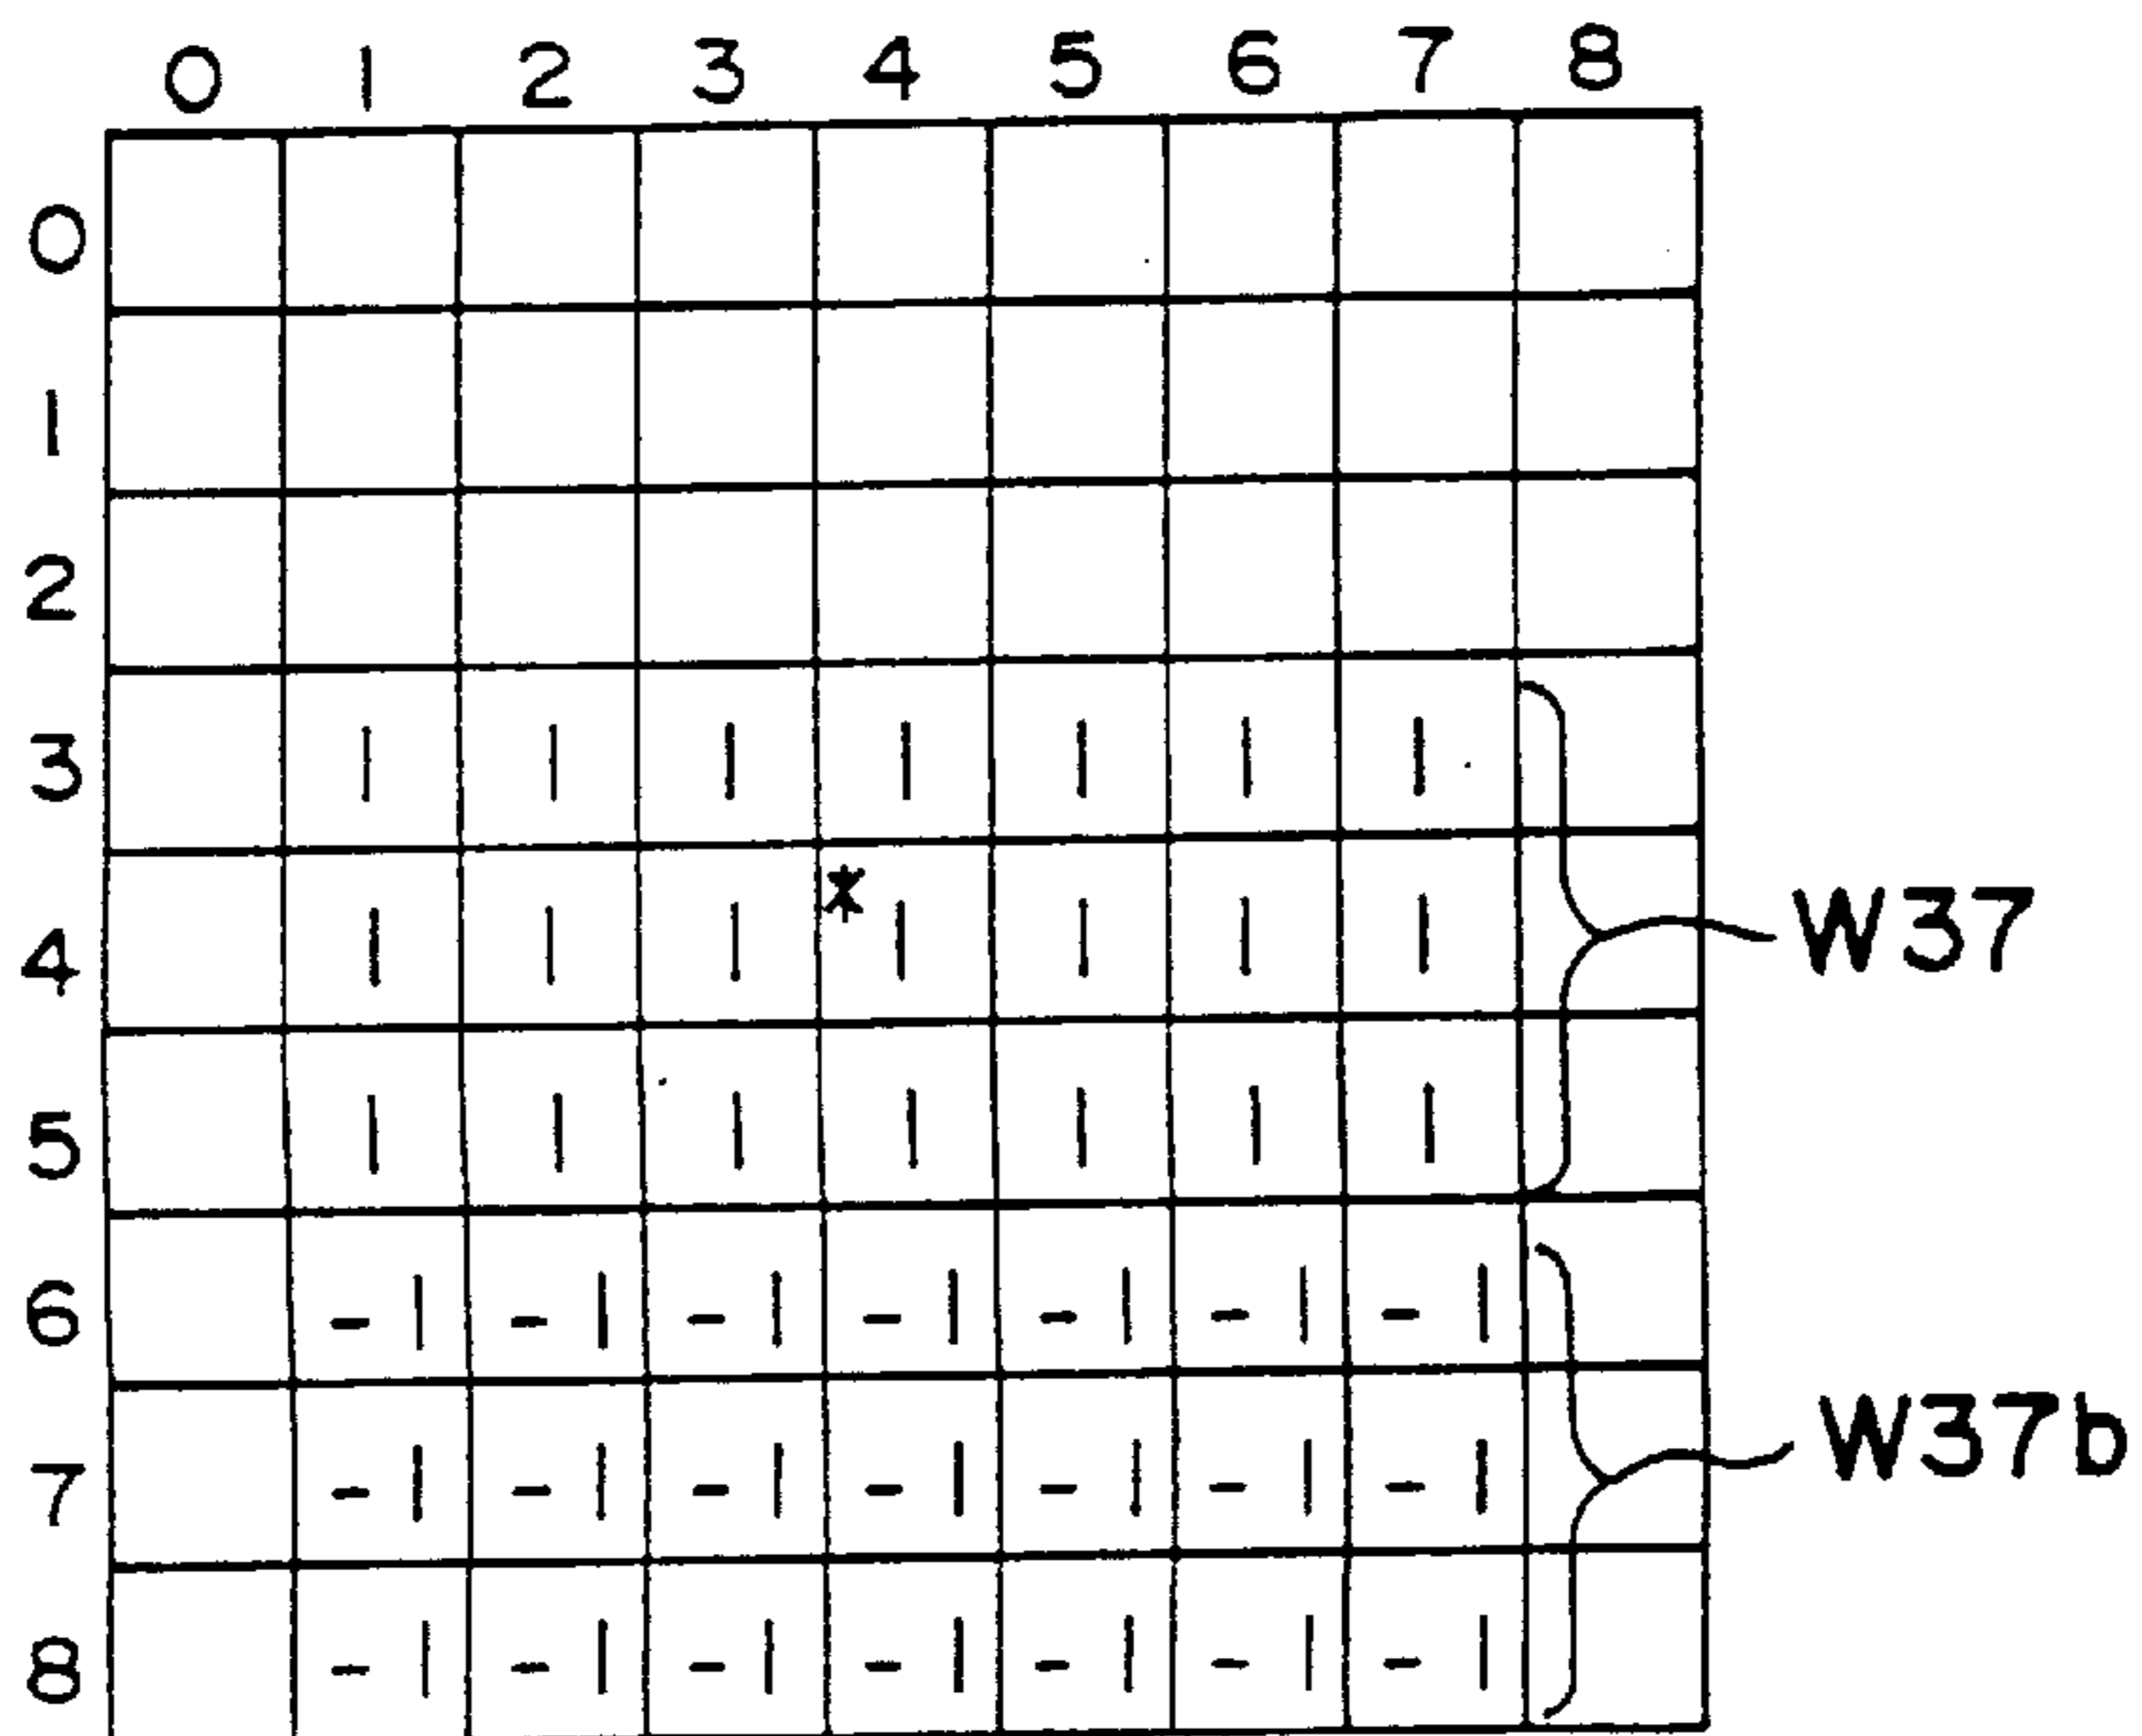 0 1 2 3 4 5 6 7 8
0
1
2
3 1 1 1 1 1 1 1
4 1 1 1 * 1 1 1 1 W37
5 1 1 1 1 1 1 1
6 -1 -1 -1 -1 -1 -1 -1
7 -1 -1 -1 -1 -1 -1 -1 W37b
8 -1 -1 -1 -1 -1 -1 -1